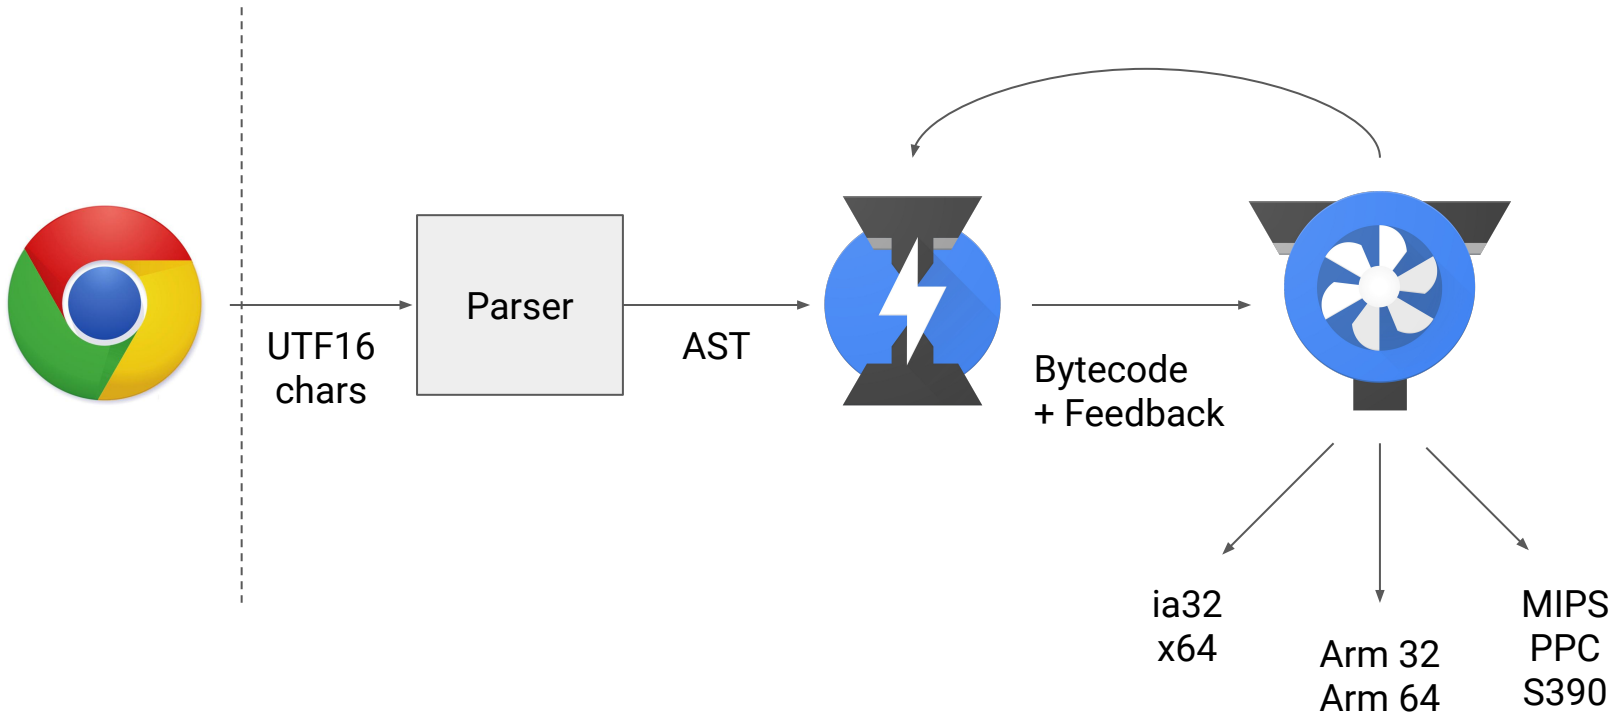 UTF16
chars
Parser
AST
Bytecode
+ Feedback
ia32
x64
Arm 32
Arm 64
MIPS
PPC
S390